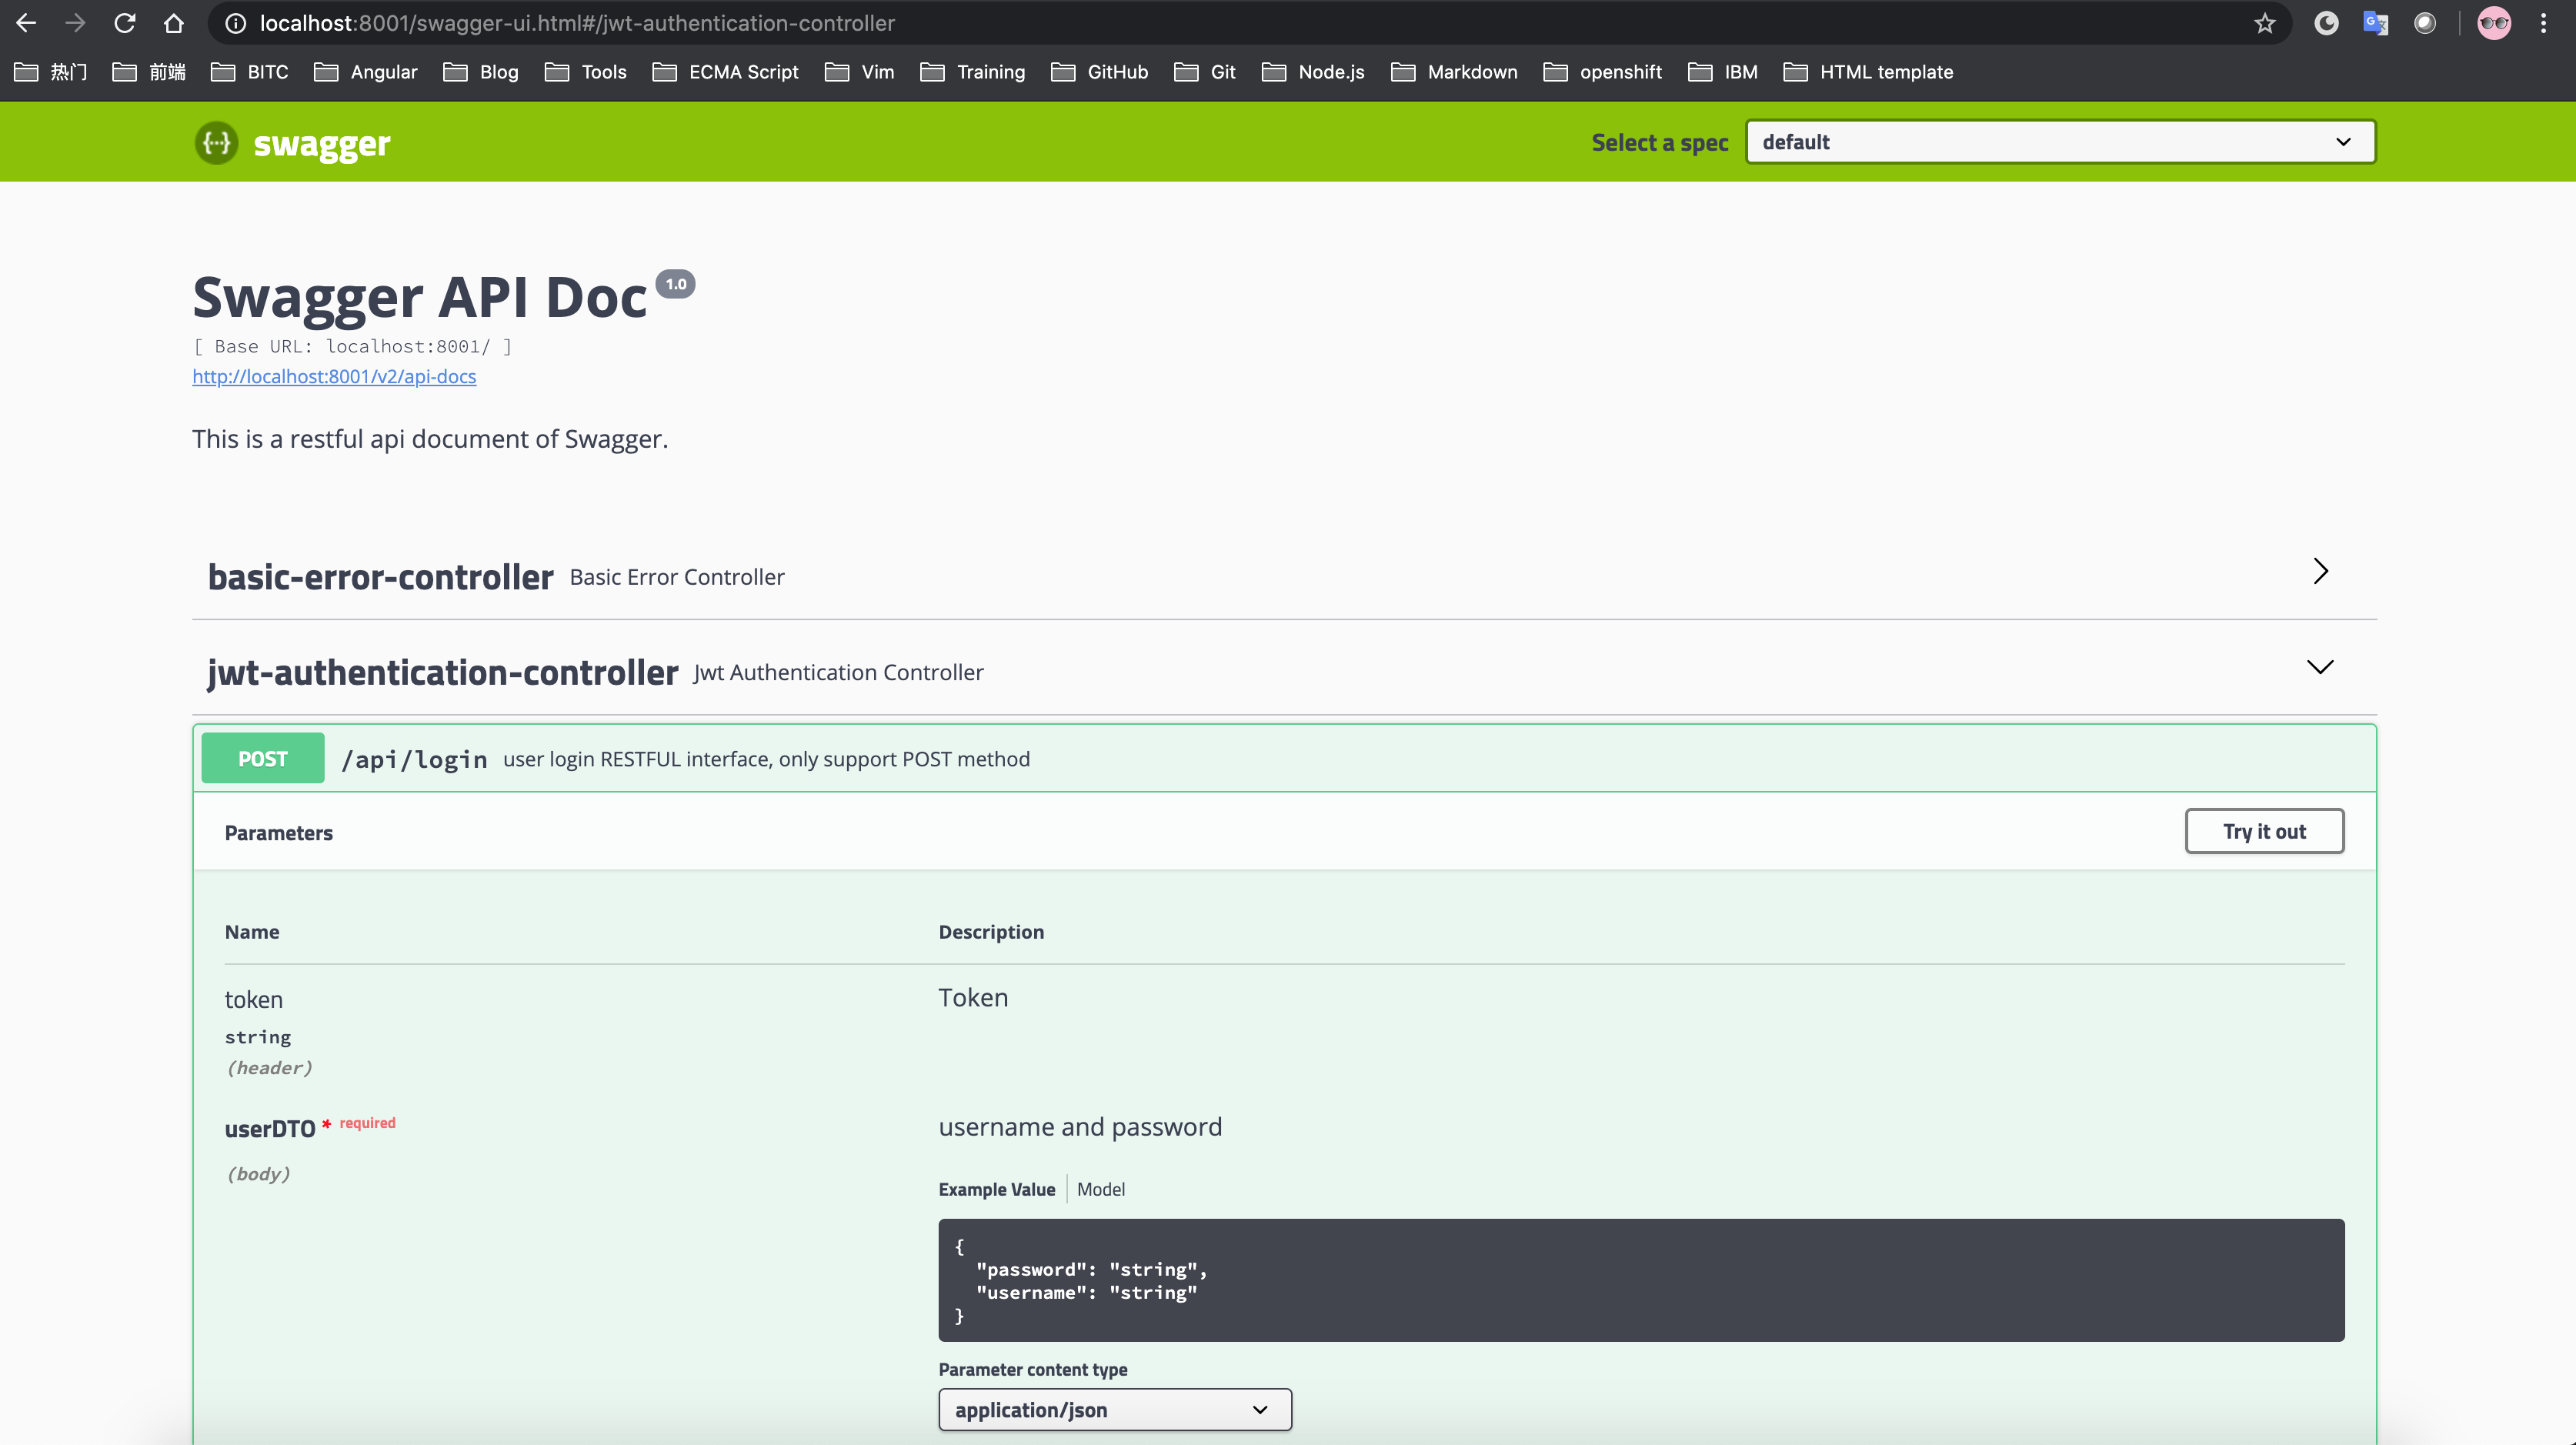 localhost:8001/swagger-ui.html#/jwt-authentication-controller
热门 前端 BITC Angular Blog Tools ECMA Script Vim Training GitHub Git Node.js Markdown openshift IBM HTML template
{...} swagger Select a spec default
Swagger API Doc 1.0
[ Base URL: localhost:8001/ ]
http://localhost:8001/v2/api-docs
This is a restful api document of Swagger.
basic-error-controller Basic Error Controller
jwt-authentication-controller Jwt Authentication Controller
POST /api/login user login RESTFUL interface, only support POST method
Parameters Try it out
Name Description
token Token
string
(header)
userDTO * required username and password
(body)
Example Value Model
{
"password": "string",
"username": "string"
}
Parameter content type
application/json